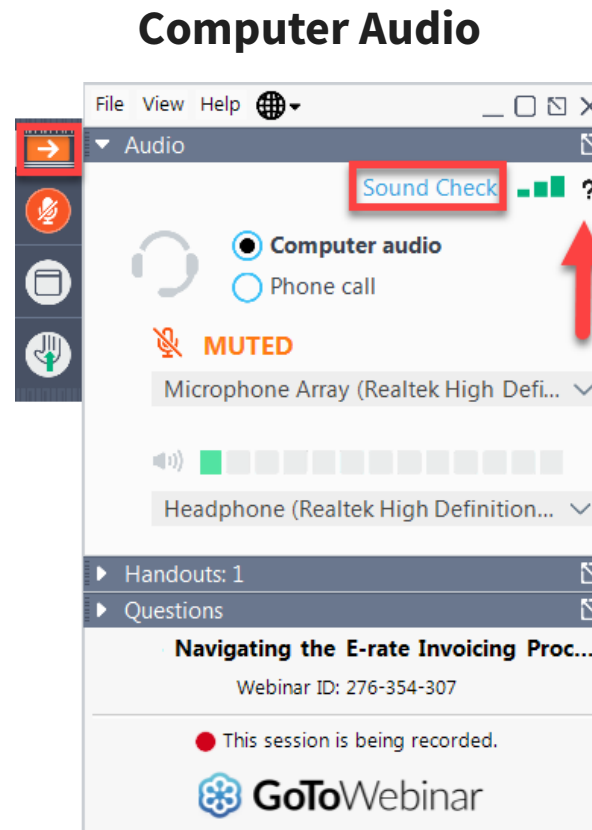 Computer Audio
File View Help
Audio
Sound Check ?
Computer audio
Phone call
MUTED
Microphone Array (Realtek High Defi...
Headphone (Realtek High Definition...
Handouts: 1
Questions
Navigating the E-rate Invoicing Proc...
Webinar ID: 276-354-307
This session is being recorded.
GoToWebinar